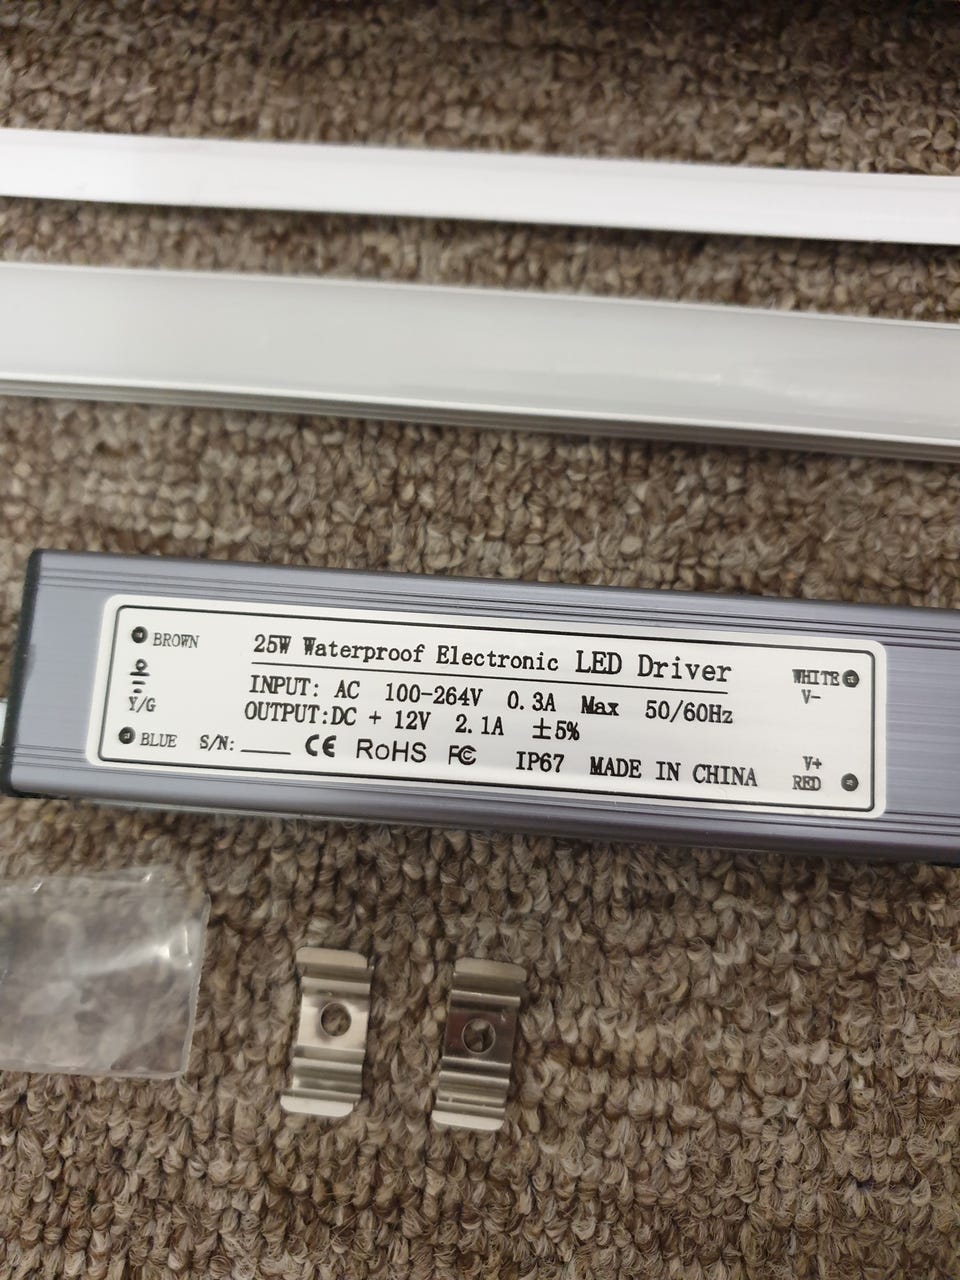 BROWN
Y/G
BLUE
25W Waterproof Electronic LED Driver
INPUT: AC 100-264V 0.3A Max 50/60Hz
OUTPUT:DC + 12V 2.1A ±5%
S/N: CE RoHS FC IP67 MADE IN CHINA
WHITE
V-
V+
RED